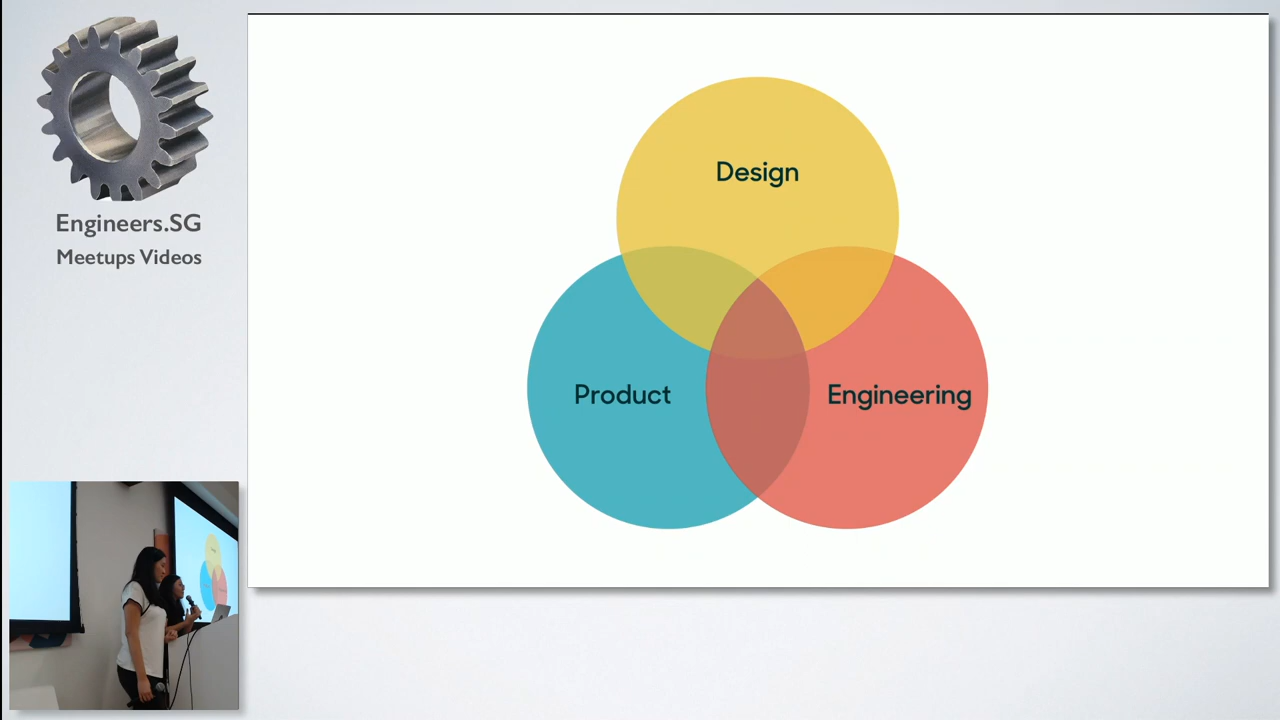 Engineers.SG
Meetups Videos
Design
Product
Engineering